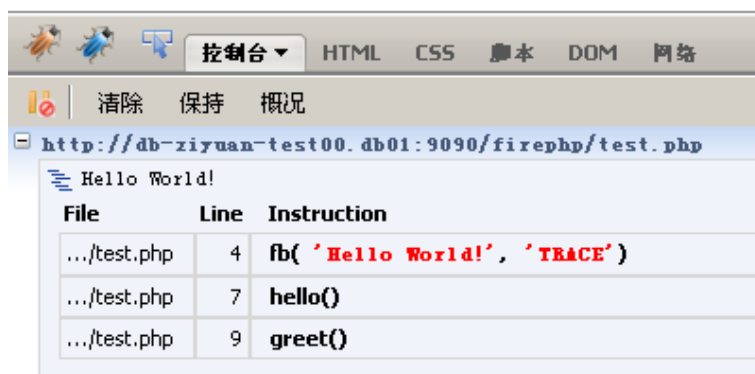 控制台 HTML CSS 脚本 DOM 网络
清除 保持 概况
http://db-ziyuan-test00.db01:9090/firephp/test.php
Hello World!
File Line Instruction
.../test.php 4 fb( 'Hello World!', 'TRACE')
.../test.php 7 hello()
.../test.php 9 greet()